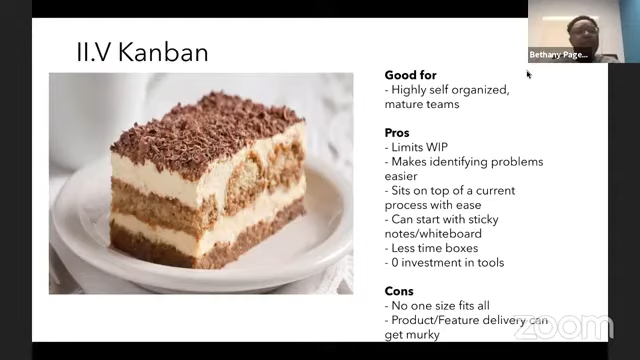 II.V Kanban
Bethany Page...
Good for
- Highly self organized,
mature teams
Pros
- Limits WIP
- Makes identifying problems
easier
- Sits on top of a current
process with ease
- Can start with sticky
notes/whiteboard
- Less time boxes
- 0 investment in tools
Cons
- No one size fits all
- Product/Feature delivery can
get murky
zoom